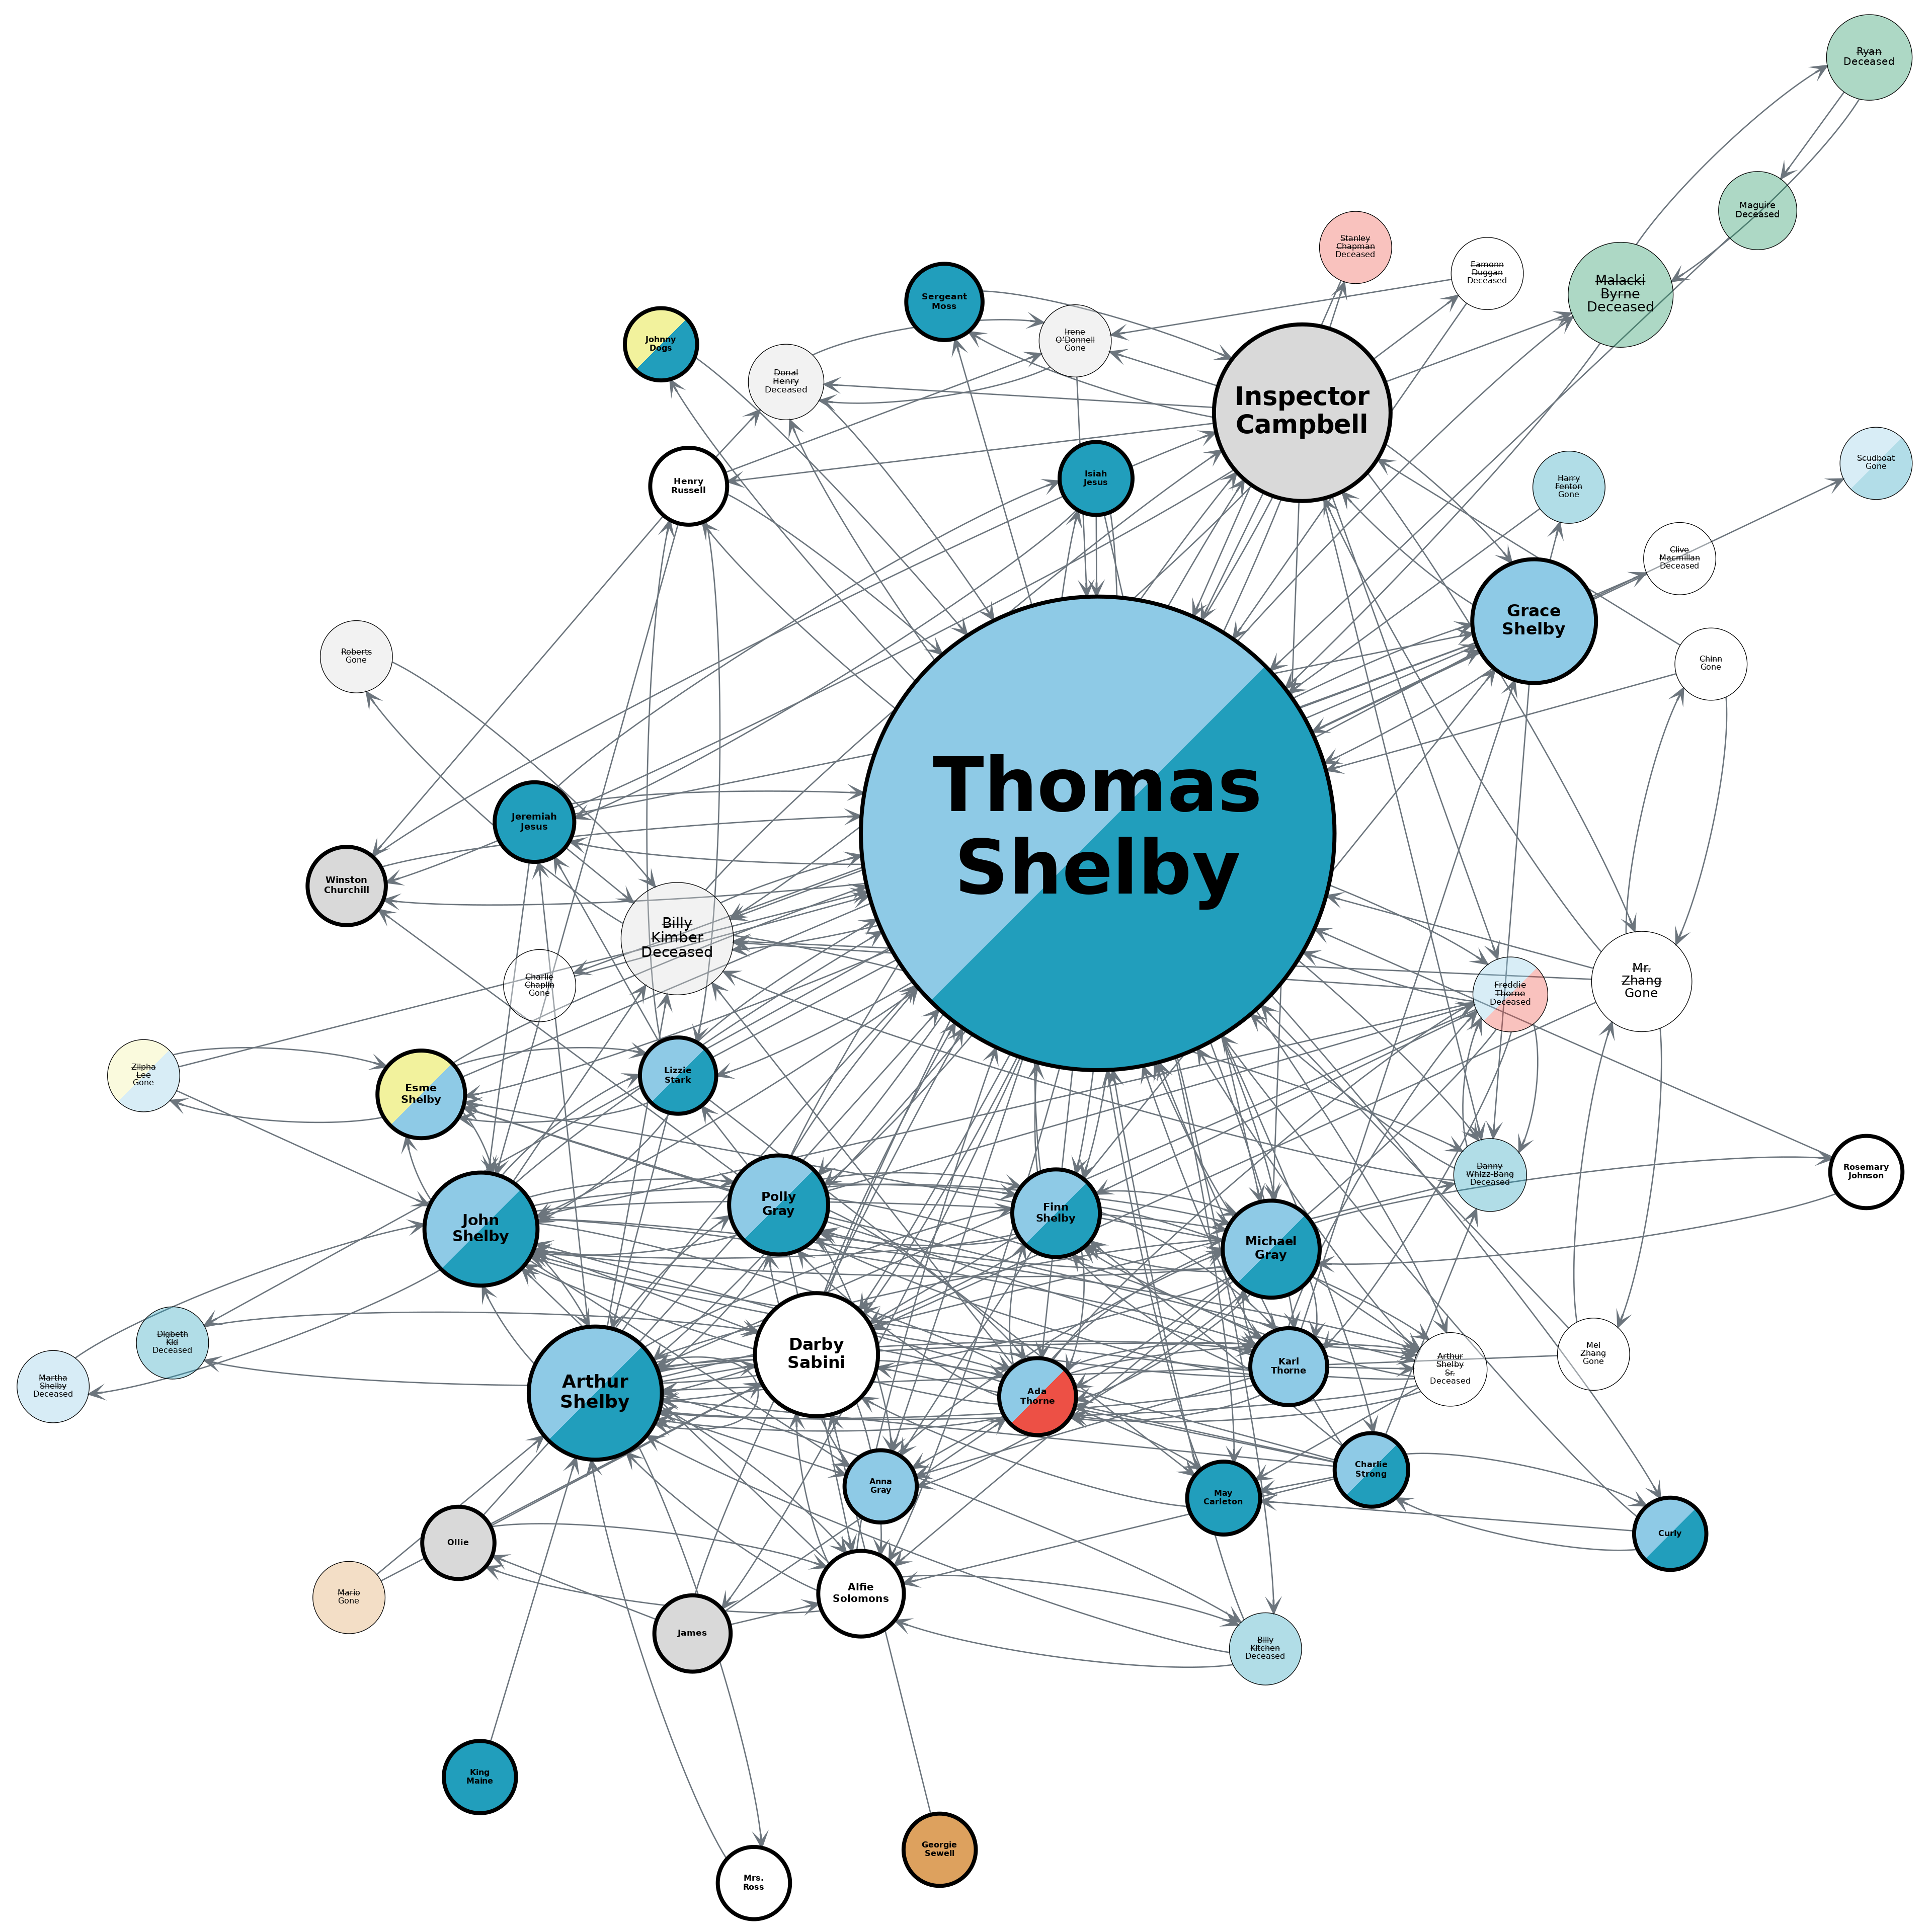 Ryan
Deceased
Maguire
Deceased
Stanley
Chapman
Deceased
Eamonn
Duggan
Deceased
Malacki
Byrne
Deceased
Sergeant
Moss
Irene
O'Donnell
Gone
Johnny
Dogs
Donal
Henry
Deceased
Inspector
Campbell
Scudboat
Gone
Isiah
Jesus
Henry
Russell
Harry
Fenton
Gone
Clive
Macmillan
Deceased
Grace
Shelby
Roberts
Gone
Chinn
Gone
Thomas
Shelby
Jeremiah
Jesus
Winston
Churchill
Billy
Kimber
Deceased
Charlie
Chaplin
Gone
Mr.
Zhang
Gone
Freddie
Thorne
Deceased
Zilpha
Lee
Gone
Esme
Shelby
Lizzie
Stark
Danny
Whizz-Bang
Deceased
Rosemary
Johnson
John
Shelby
Polly
Gray
Finn
Shelby
Michael
Gray
Digbeth
Kid
Deceased
Darby
Sabini
Mei
Zhang
Gone
Martha
Shelby
Deceased
Arthur
Shelby
Ada
Thorne
Karl
Thorne
Arthur
Shelby
Sr.
Deceased
Anna
Gray
May
Carleton
Charlie
Strong
Curly
Ollie
Mario
Gone
Alfie
Solomons
James
Billy
Kitchen
Deceased
King
Maine
Georgie
Sewell
Mrs.
Ross